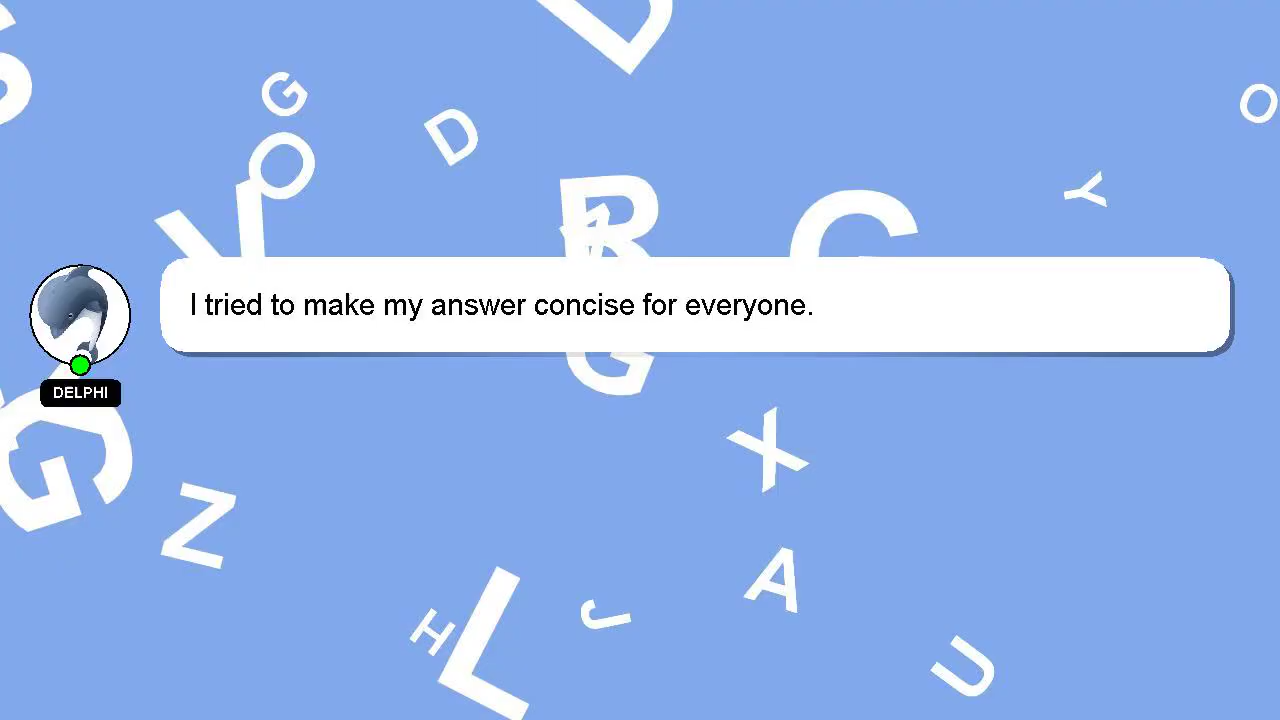 S
D
G
O
D
O
V
R
A
C
Y
I tried to make my answer concise for everyone.
DELPHI
G
G
X
Z
A
H
L
J
U